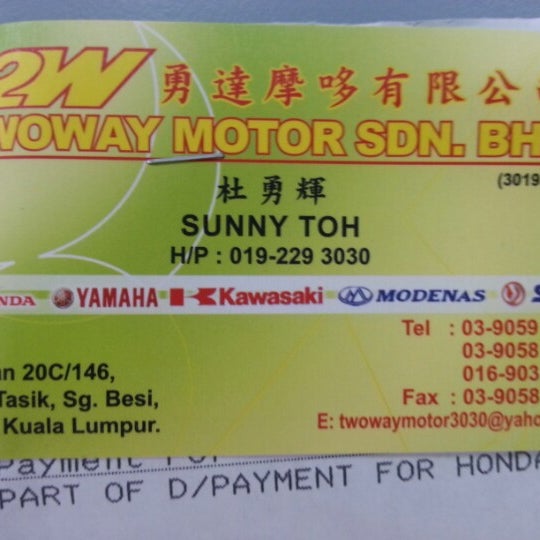 2W 勇達摩哆有限公
WOWAY MOTOR SDN. BH
(3019
杜勇輝
SUNNY TOH
H/P : 019-229 3030
NDA YAMAHA Kawasaki MODENAS S
Tel : 03-9059
03-9058
016-903
Fax : 03-9058
E: twowaymotor3030@yaho
an 20C/146,
Tasik, Sg. Besi,
Kuala Lumpur.
Payment For
PART OF D/PAYMENT FOR HONDA